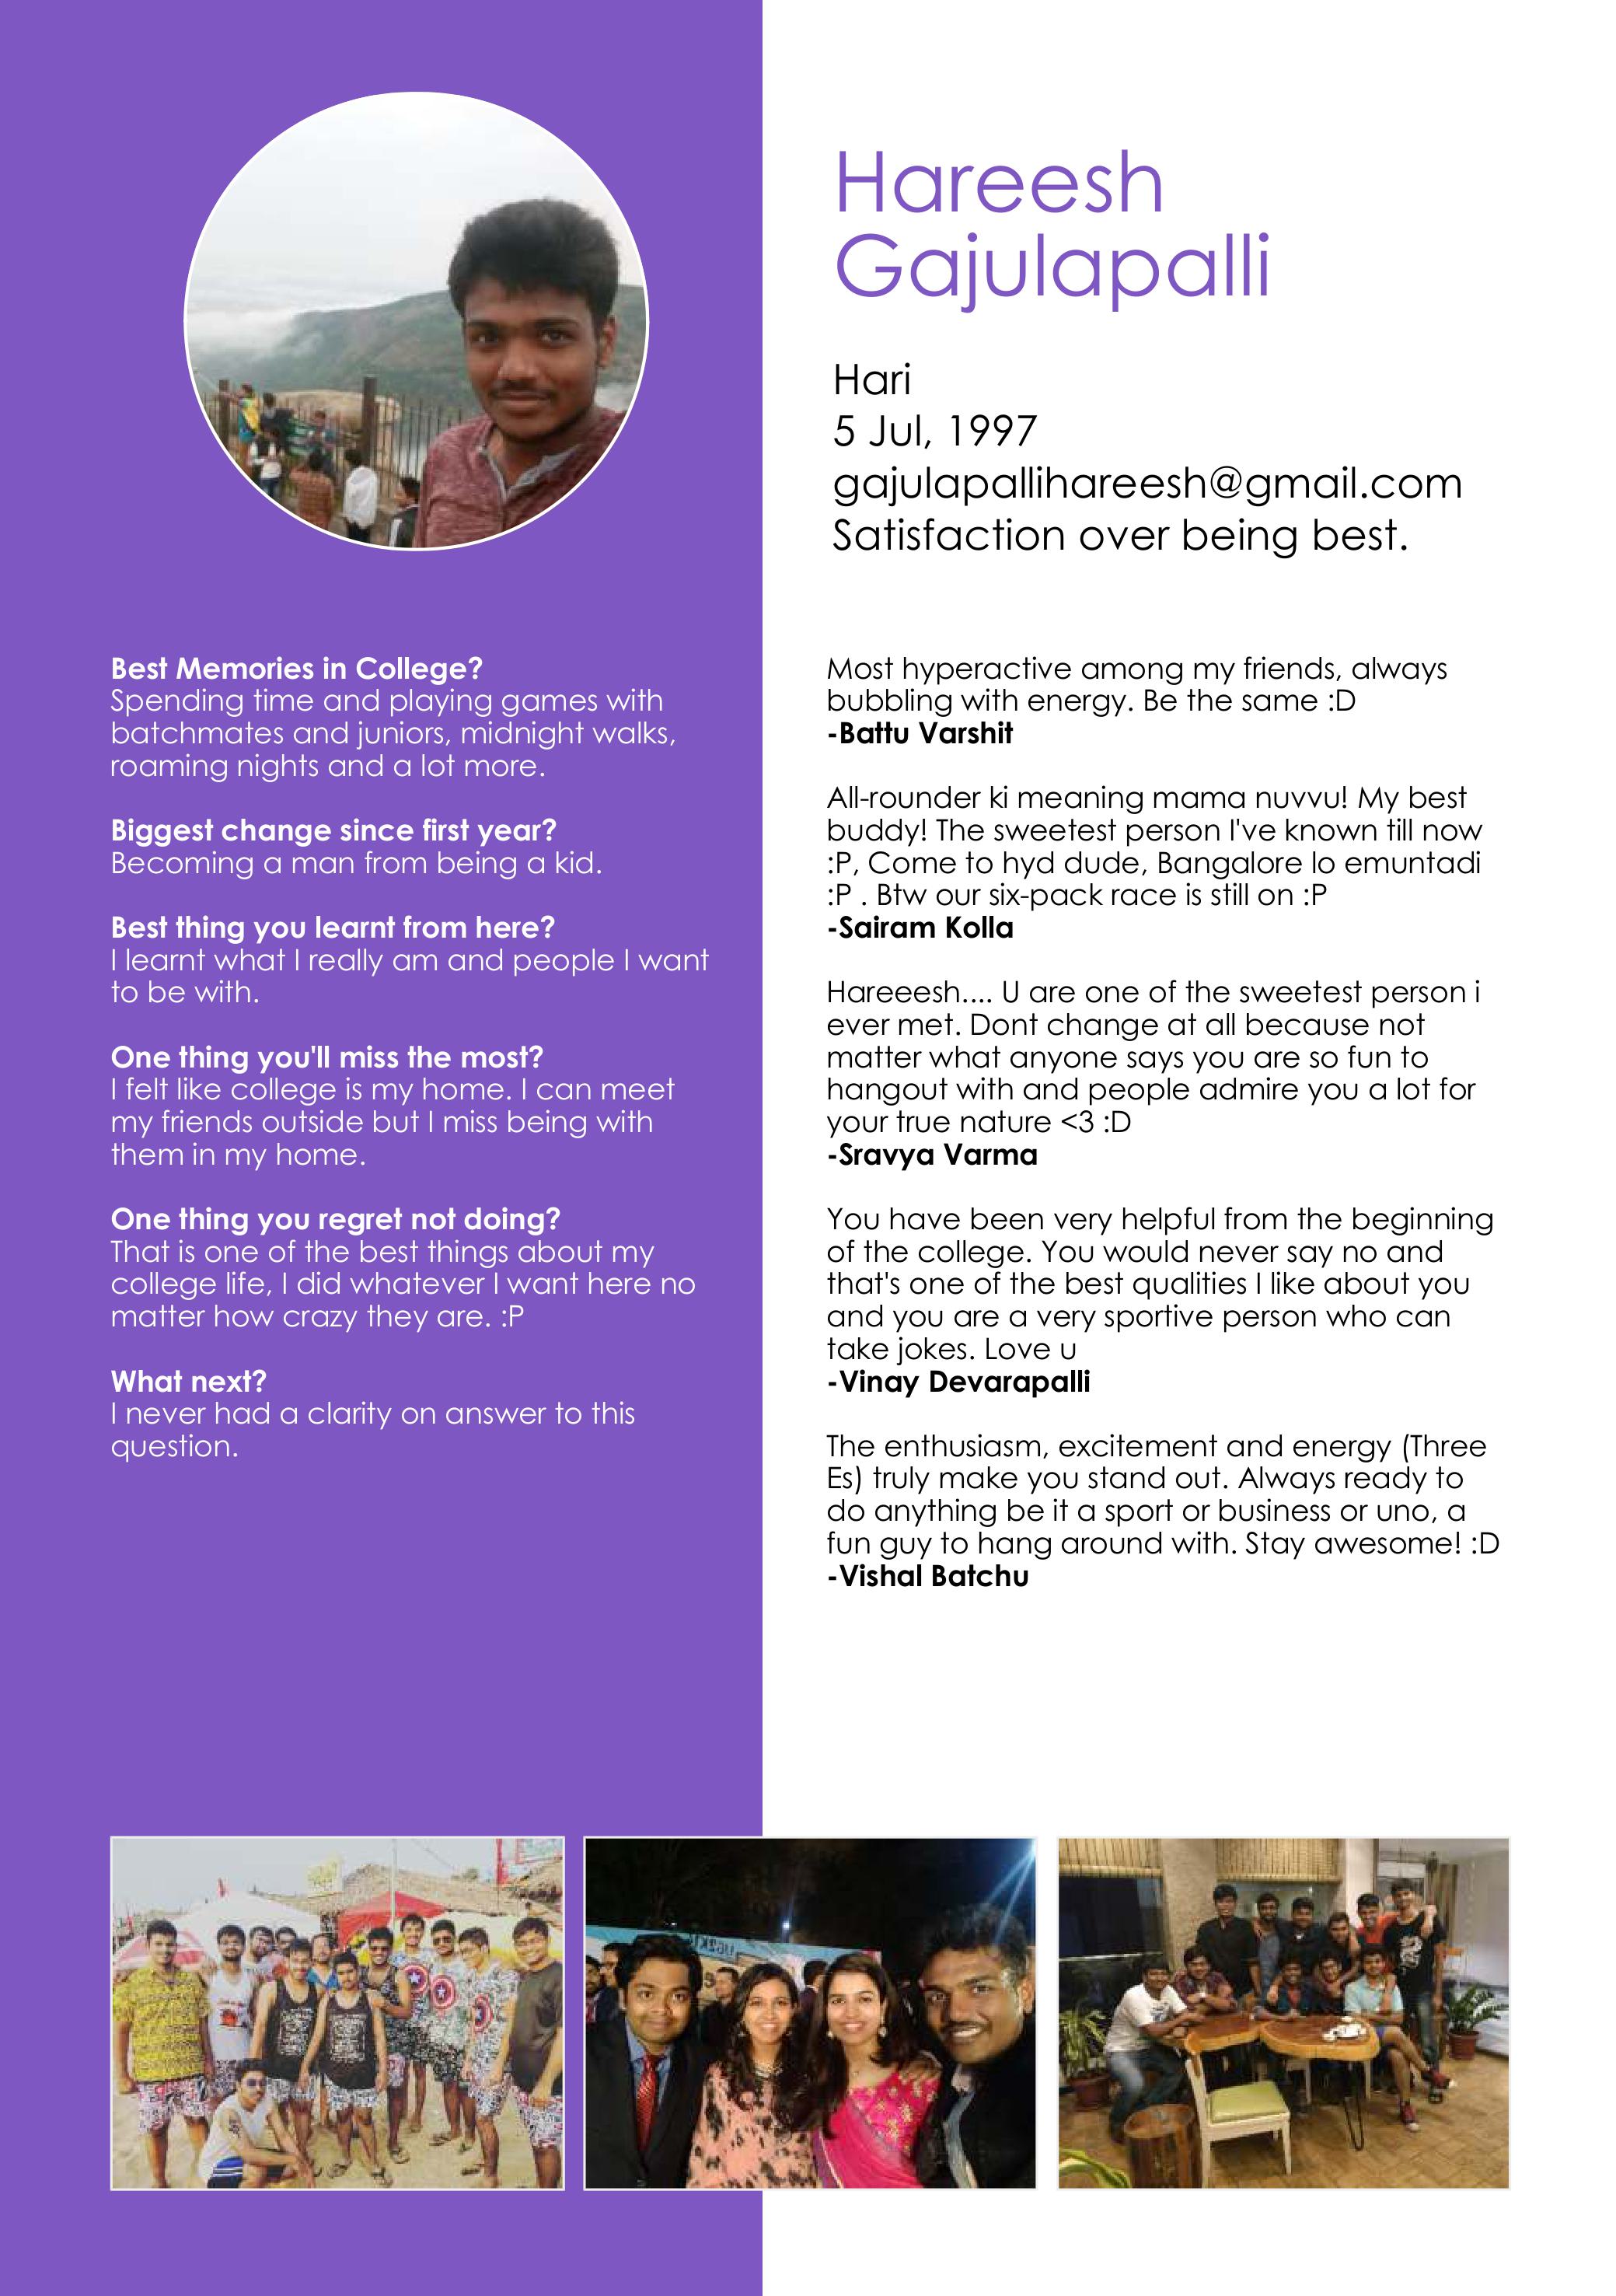 Hareesh
Gajulapalli
Hari
5 Jul, 1997
gajulapallihareesh@gmail.com
Satisfaction over being best.
Best Memories in College?
Spending time and playing games with
batchmates and juniors, midnight walks,
roaming nights and a lot more.
Biggest change since first year?
Becoming a man from being a kid.
Best thing you learnt from here?
I learnt what I really am and people I want
to be with.
One thing you'll miss the most?
I felt like college is my home. I can meet
my friends outside but I miss being with
them in my home.
One thing you regret not doing?
That is one of the best things about my
college life, I did whatever I want here no
matter how crazy they are. :P
What next?
I never had a clarity on answer to this
question.
Most hyperactive among my friends, always
bubbling with energy. Be the same :D
-Battu Varshit
All-rounder ki meaning mama nuvvu! My best
buddy! The sweetest person I've known till now
:P, Come to hyd dude, Bangalore lo emuntadi
:P . Btw our six-pack race is still on :P
-Sairam Kolla
Hareeesh.... U are one of the sweetest person i
ever met. Dont change at all because not
matter what anyone says you are so fun to
hangout with and people admire you a lot for
your true nature <3 :D
-Sravya Varma
You have been very helpful from the beginning
of the college. You would never say no and
that's one of the best qualities I like about you
and you are a very sportive person who can
take jokes. Love u
-Vinay Devarapalli
The enthusiasm, excitement and energy (Three
Es) truly make you stand out. Always ready to
do anything be it a sport or business or uno, a
fun guy to hang around with. Stay awesome! :D
-Vishal Batchu